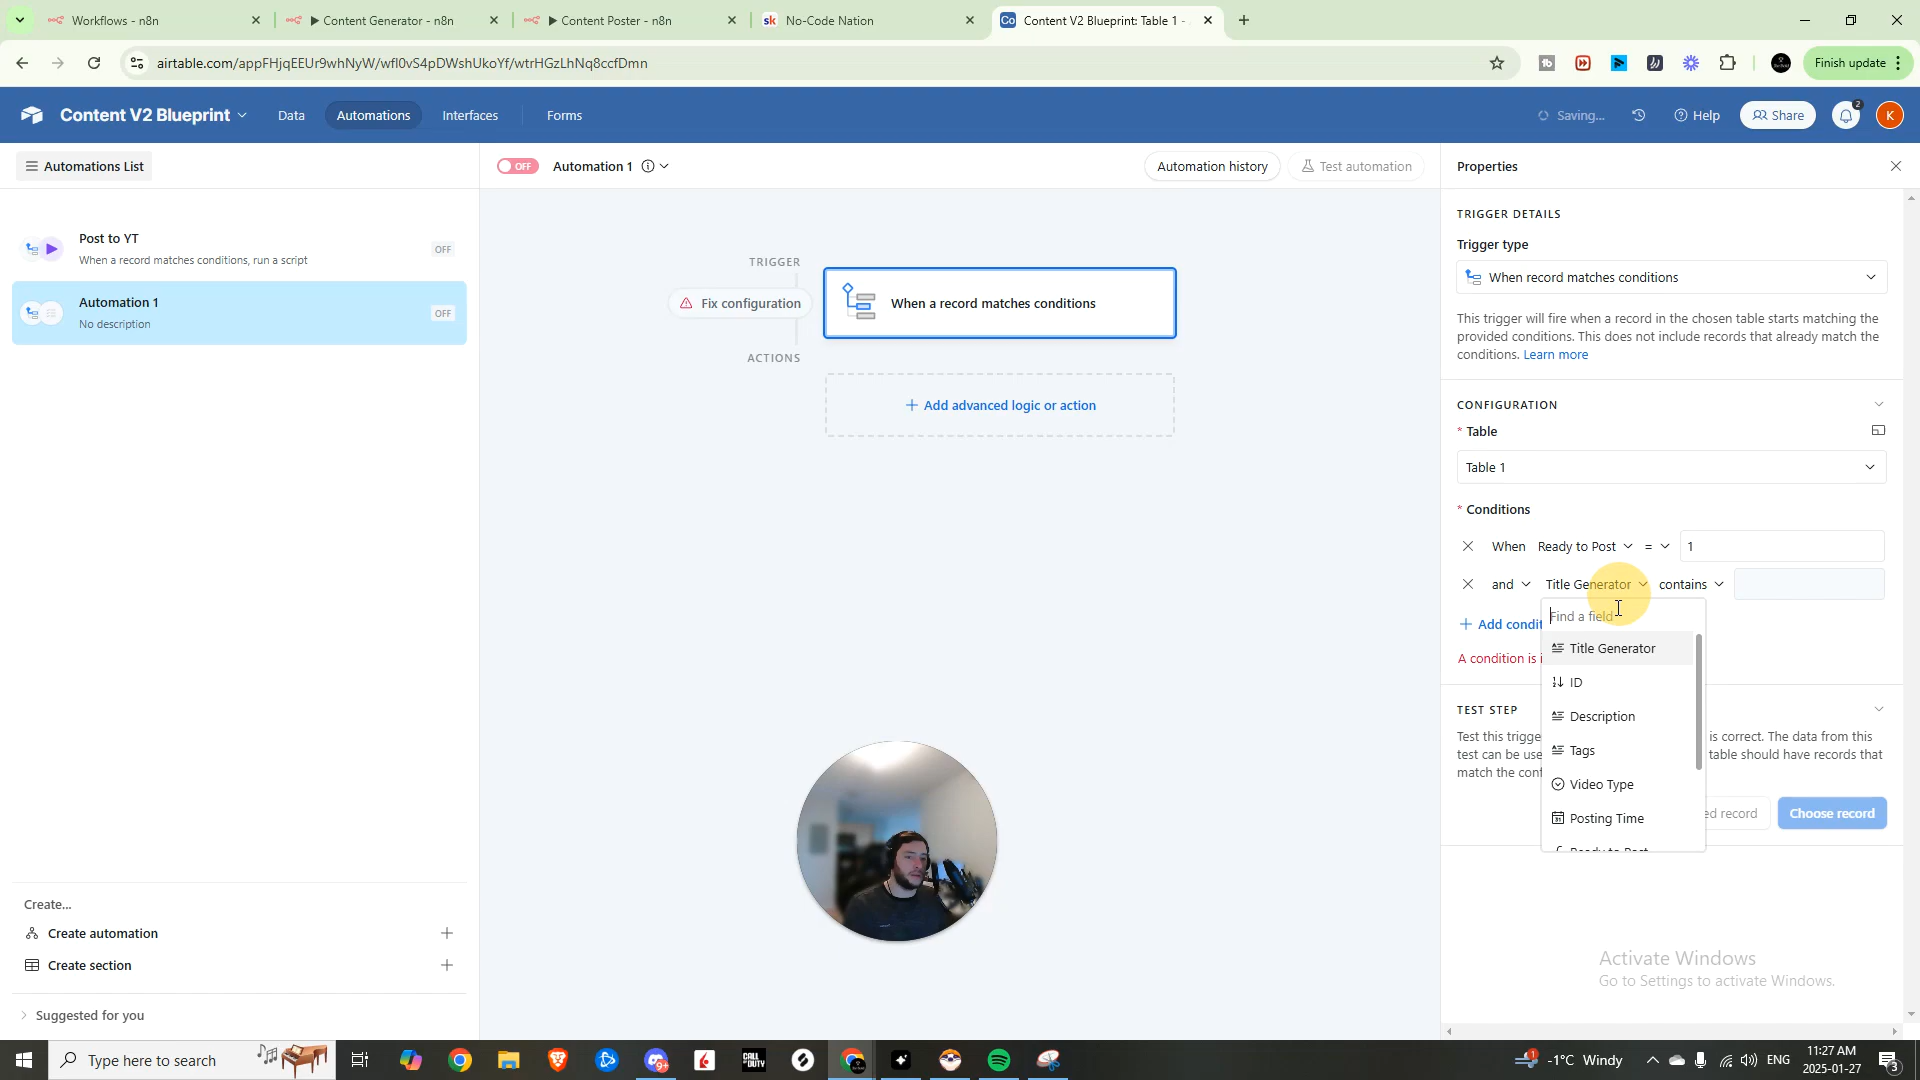 Workflows - n8n
Content Generator - n8n
Content Poster - n8n
sk No-Code Nation
Co Content V2 Blueprint: Table 1 -
airtable.com/appFHjqEEUr9whNyW/wfl0vS4pDWshUkoYf/wtrHGzLhNq8ccfDmn
Finish update
Content V2 Blueprint
Data
Automations
Interfaces
Forms
Saving...
Help
Share
2
K
Automations List
OFF
Automation 1
Automation history
Test automation
Properties
Post to YT
When a record matches conditions, run a script
OFF
Automation 1
No description
OFF
TRIGGER
Fix configuration
When a record matches conditions
ACTIONS
+ Add advanced logic or action
TRIGGER DETAILS
Trigger type
When record matches conditions
This trigger will fire when a record in the chosen table starts matching the
provided conditions. This does not include records that already match the
conditions. Learn more
CONFIGURATION
* Table
Table 1
* Conditions
When Ready to Post = 1
and Title Generator contains
+ Add condit
Find a field
A condition is i
Title Generator
ID
Description
Tags
Video Type
Posting Time
Ready to Post
TEST STEP
Test this trigge
is correct. The data from this
test can be use
table should have records that
match the conf
ed record
Choose record
Create...
Create automation
Create section
Suggested for you
Activate Windows
Go to Settings to activate Windows.
Type here to search
9+
CALL OF DUTY
1
-1°C Windy
ENG
11:27 AM
2025-01-27
3